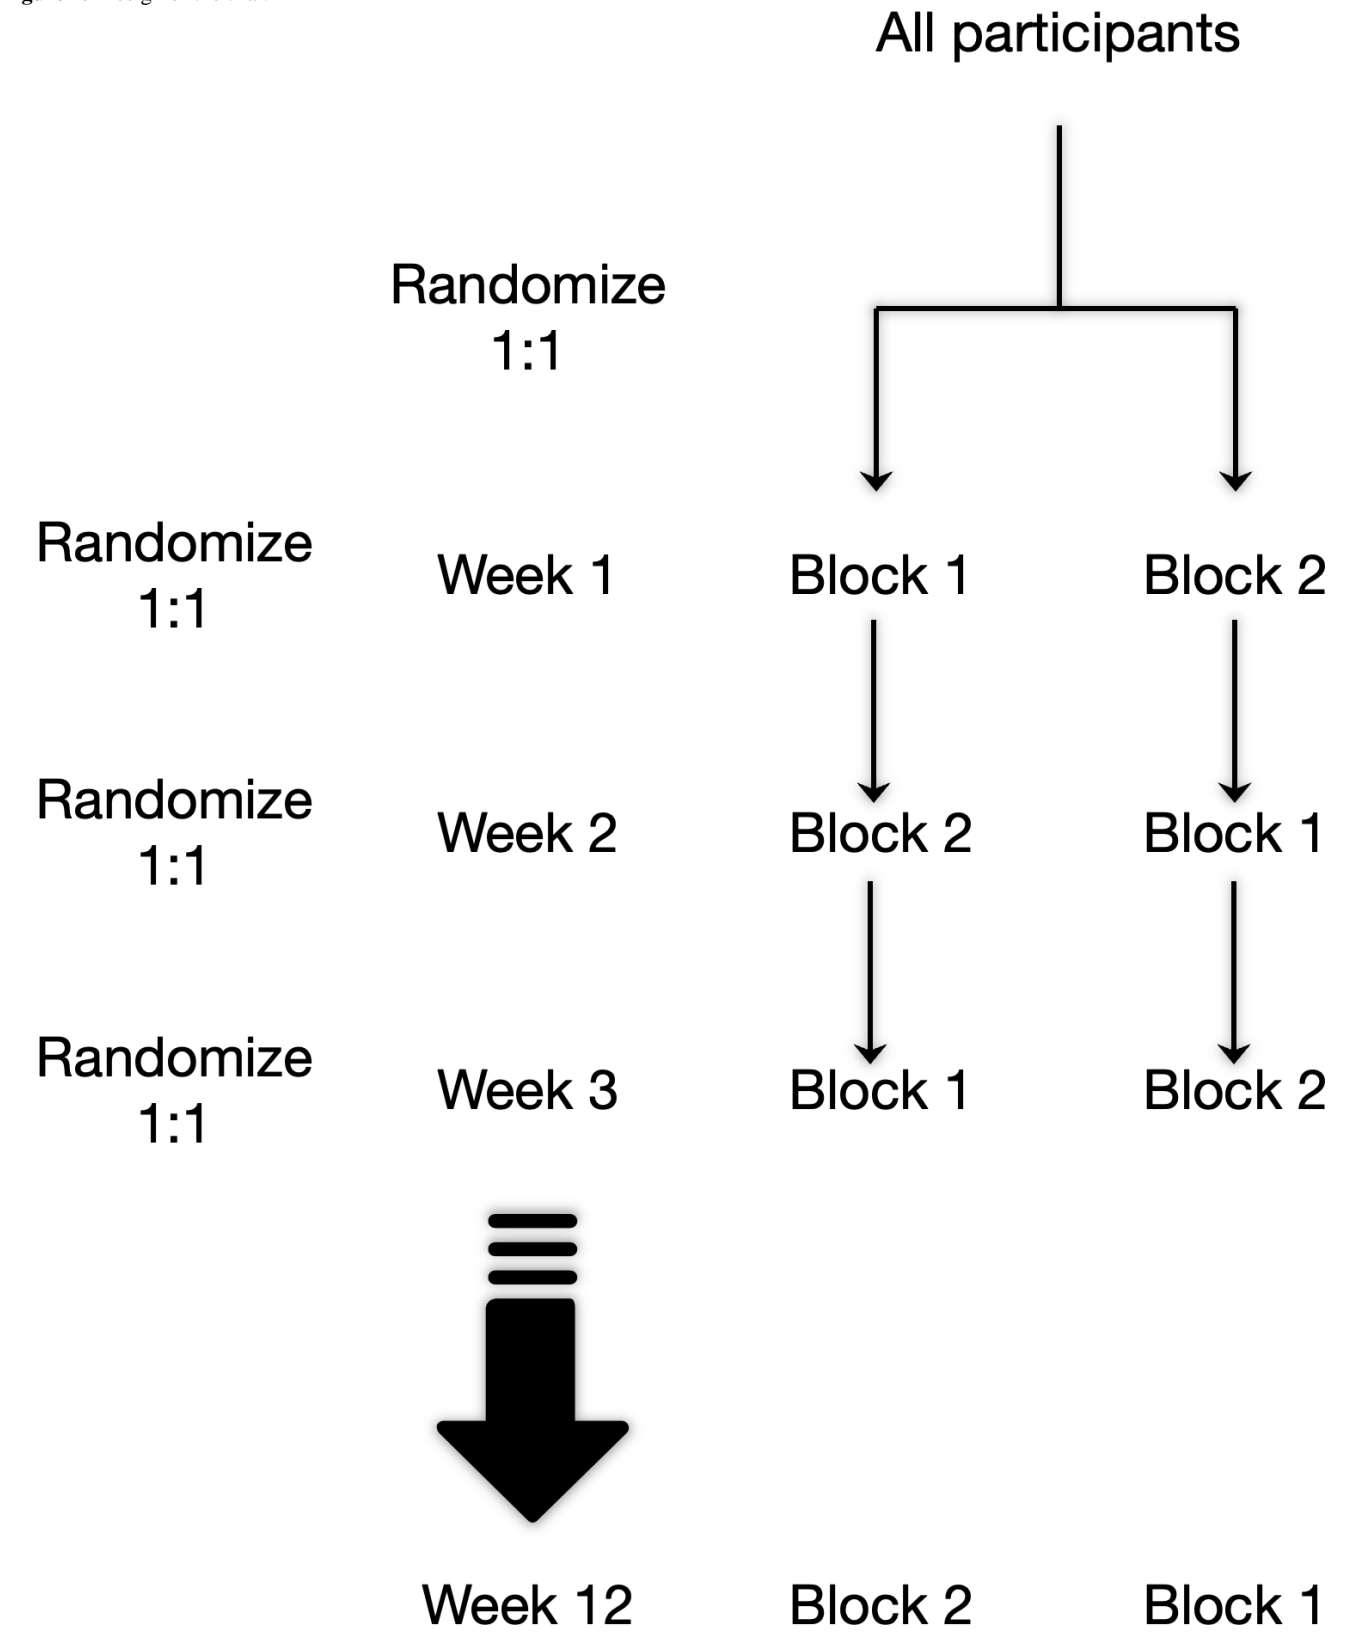 All participants
Randomize
1:1
Randomize
1:1
Week 1
Block 1
Block 2
Randomize
1:1
Week 2
Block 2
Block 1
Randomize
1:1
Week 3
Block 1
Block 2
Week 12
Block 2
Block 1